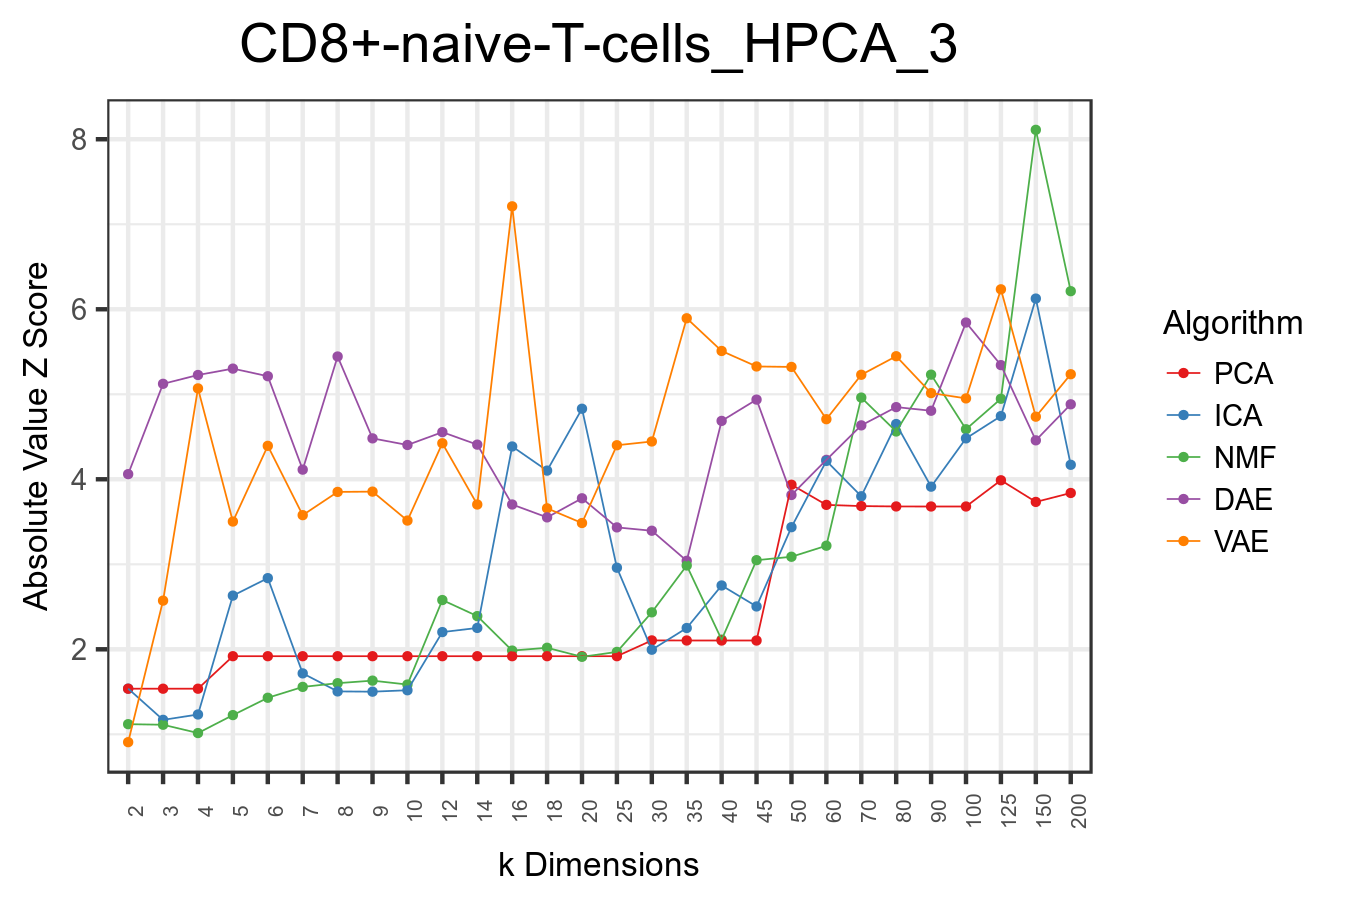 CD8+-naive-T-cells_HPCA_3
Absolute Value Z Score
8
6
4
2
2 3 4 5 6 7 8 9 10 12 14 16 18 20 25 30 35 40 45 50 60 70 80 90 100 125 150 200
k Dimensions
Algorithm
PCA
ICA
NMF
DAE
VAE